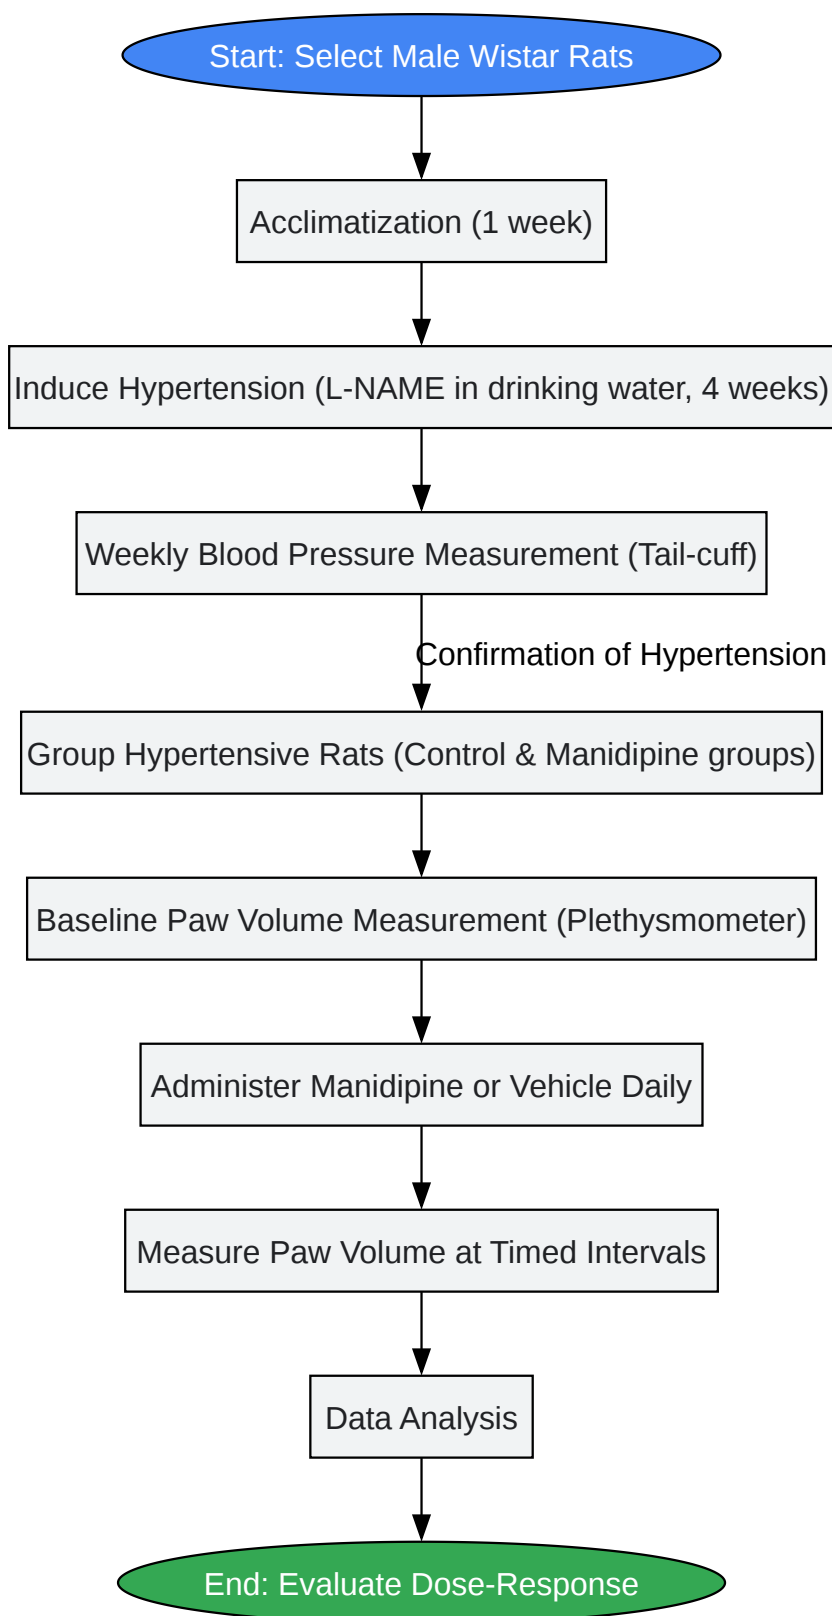 Start: Select Male Wistar Rats
Acclimatization (1 week)
Induce Hypertension (L-NAME in drinking water, 4 weeks)
Weekly Blood Pressure Measurement (Tail-cuff)
Confirmation of Hypertension
Group Hypertensive Rats (Control & Manidipine groups)
Baseline Paw Volume Measurement (Plethysmometer)
Administer Manidipine or Vehicle Daily
Measure Paw Volume at Timed Intervals
Data Analysis
End: Evaluate Dose-Response